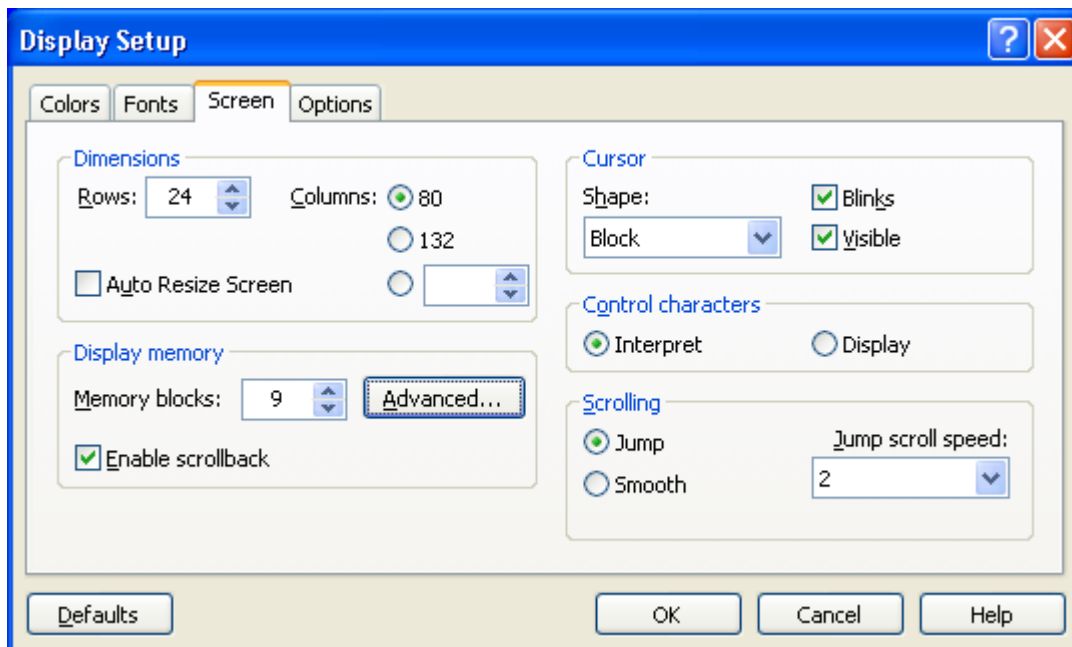 Display Setup
Colors Fonts Screen Options
Dimensions
Rows: 24 Columns: 80
132
Auto Resize Screen
Display memory
Memory blocks: 9 Advanced...
Enable scrollback
Cursor
Shape: Blinks
Block Visible
Control characters
Interpret Display
Scrolling
Jump Jump scroll speed:
Smooth 2
Defaults OK Cancel Help